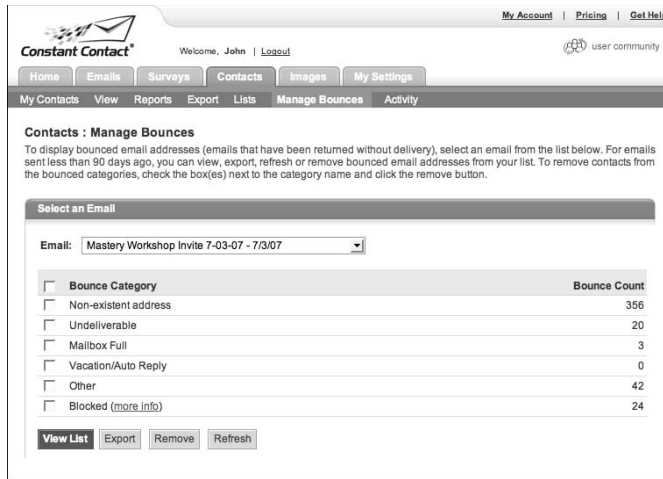 My Account | Pricing | Get Help
Constant Contact®
Welcome, John | Logout
user community
Home Emails Surveys Contacts Images My Settings
My Contacts View Reports Export Lists Manage Bounces Activity
Contacts : Manage Bounces
To display bounced email addresses (emails that have been returned without delivery), select an email from the list below. For emails
sent less than 90 days ago, you can view, export, refresh or remove bounced email addresses from your list. To remove contacts from
the bounced categories, check the box(es) next to the category name and click the remove button.
Select an Email
Email: Mastery Workshop Invite 7-03-07 - 7/3/07
Bounce Category Bounce Count
Non-existent address 356
Undeliverable 20
Mailbox Full 3
Vacation/Auto Reply 0
Other 42
Blocked (more info) 24
View List Export Remove Refresh